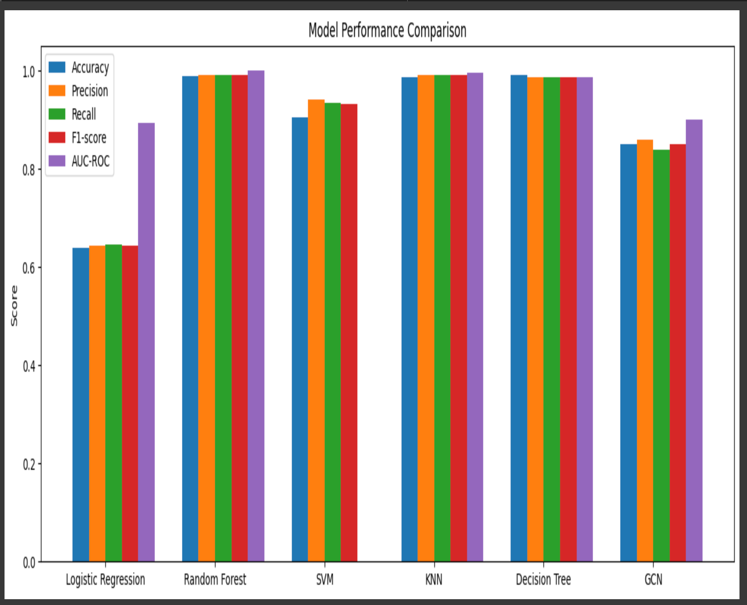 Model Performance Comparison
Accuracy
Precision
Recall
F1-score
AUC-ROC
1.0
0.8
0.6
0.4
0.2
0.0
Score
Logistic Regression
Random Forest
SVM
KNN
Decision Tree
GCN